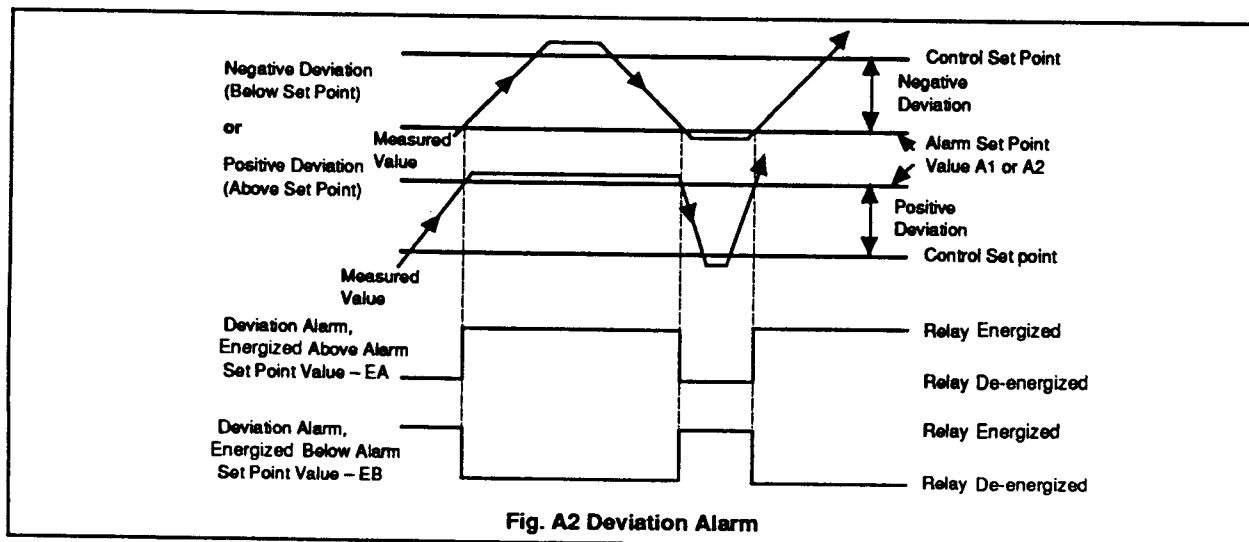 Negative Deviation
(Below Set Point)
or
Positive Deviation
(Above Set Point)
Measured
Value
Measured
Value
Control Set Point
Negative
Deviation
Alarm Set Point
Value A1 or A2
Positive
Deviation
Control Set point
Deviation Alarm,
Energized Above Alarm
Set Point Value – EA
Relay Energized
Relay De-energized
Deviation Alarm,
Energized Below Alarm
Set Point Value – EB
Relay Energized
Relay De-energized
Fig. A2 Deviation Alarm